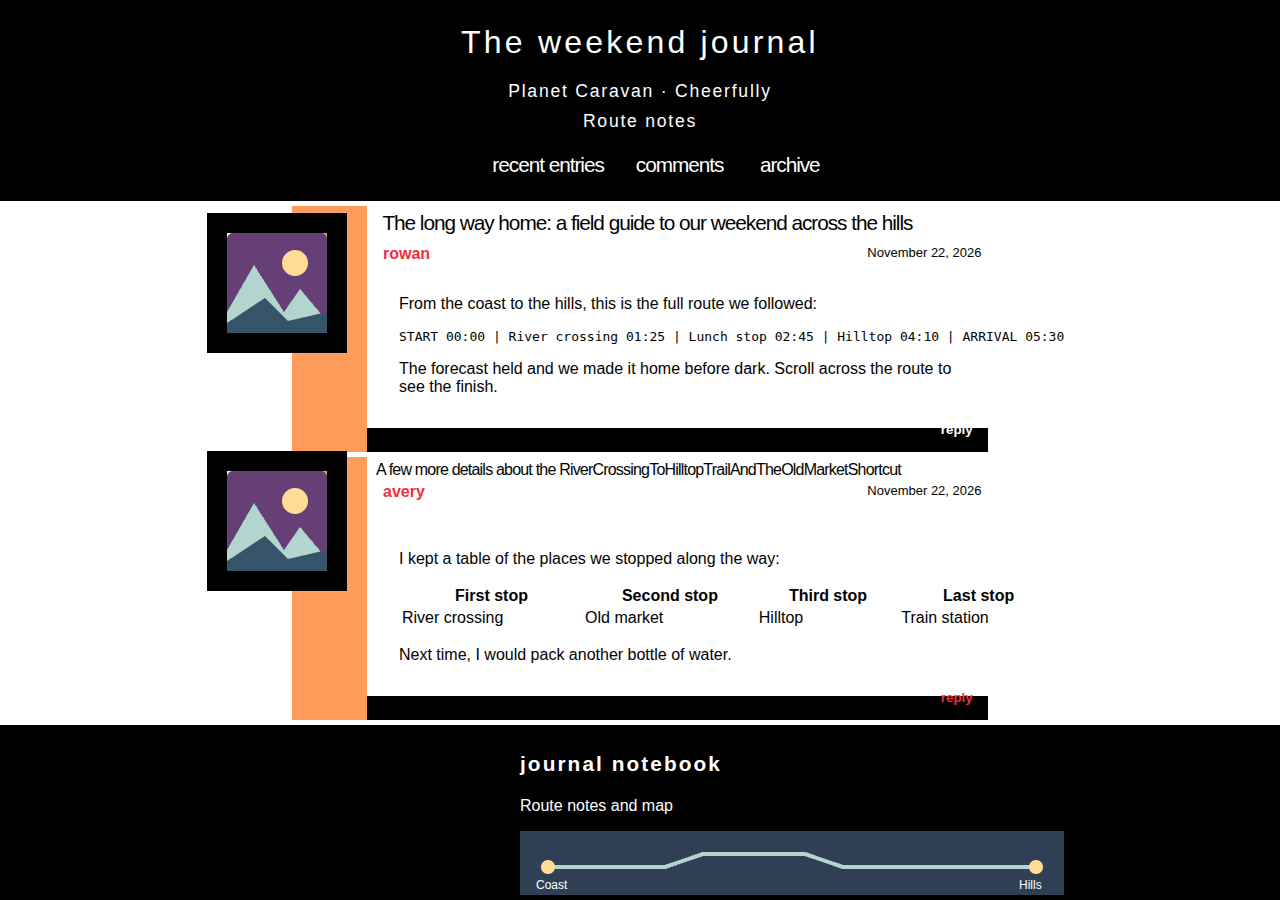 The weekend journal
Planet Caravan · Cheerfully
Route notes
recent entries comments archive
The long way home: a field guide to our weekend across the hills
rowan November 22, 2026
From the coast to the hills, this is the full route we followed:
START 00:00 | River crossing 01:25 | Lunch stop 02:45 | Hilltop 04:10 | ARRIVAL 05:30
The forecast held and we made it home before dark. Scroll across the route to
see the finish.
reply
A few more details about the RiverCrossingToHilltopTrailAndTheOldMarketShortcut
avery November 22, 2026
I kept a table of the places we stopped along the way:
First stop Second stop Third stop Last stop
River crossing Old market Hilltop Train station
Next time, I would pack another bottle of water.
reply
journal notebook
Route notes and map
Coast Hills